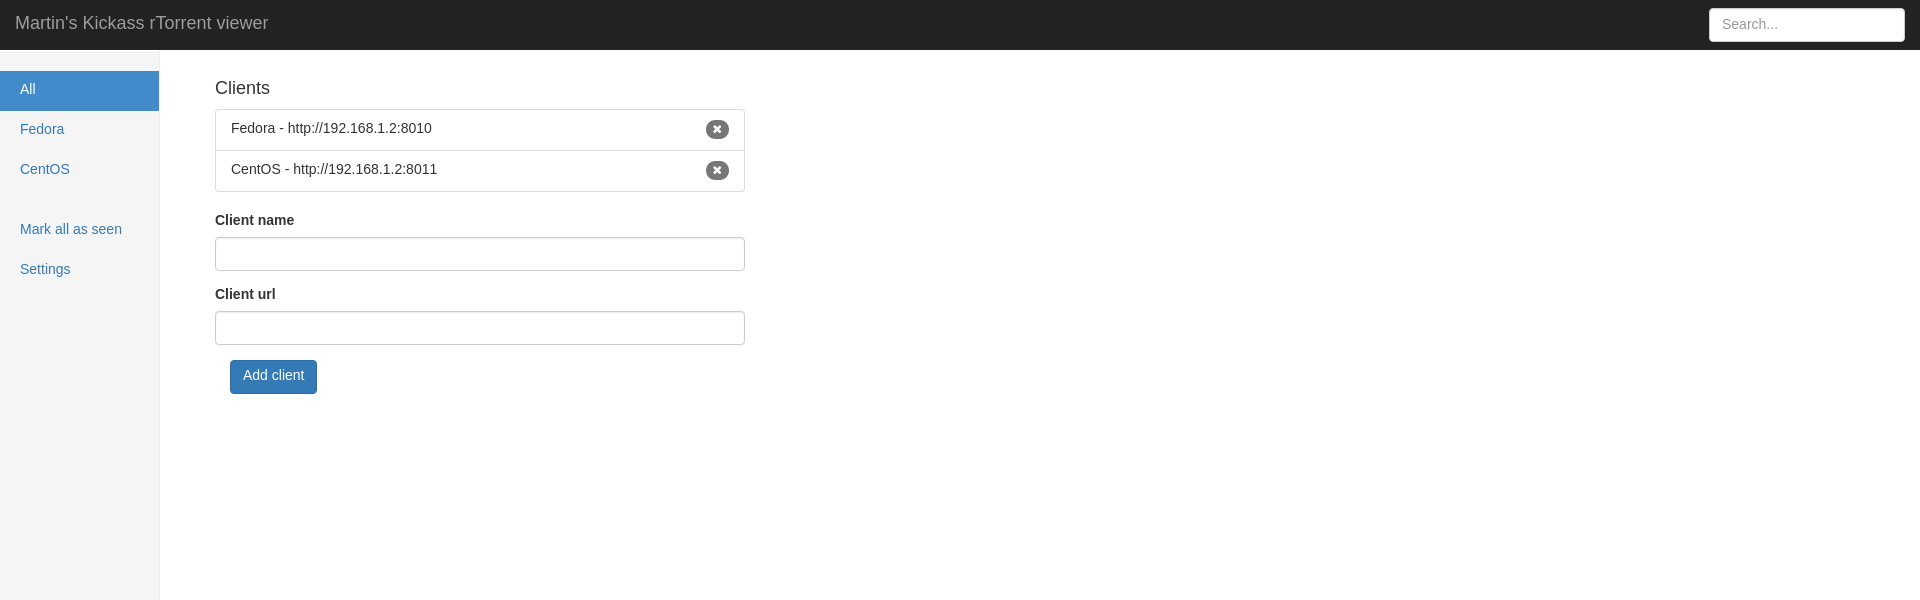 Martin's Kickass rTorrent viewer
Search...
All
Fedora
CentOS
Mark all as seen
Settings
Clients
Fedora - http://192.168.1.2:8010
CentOS - http://192.168.1.2:8011
Client name
Client url
Add client